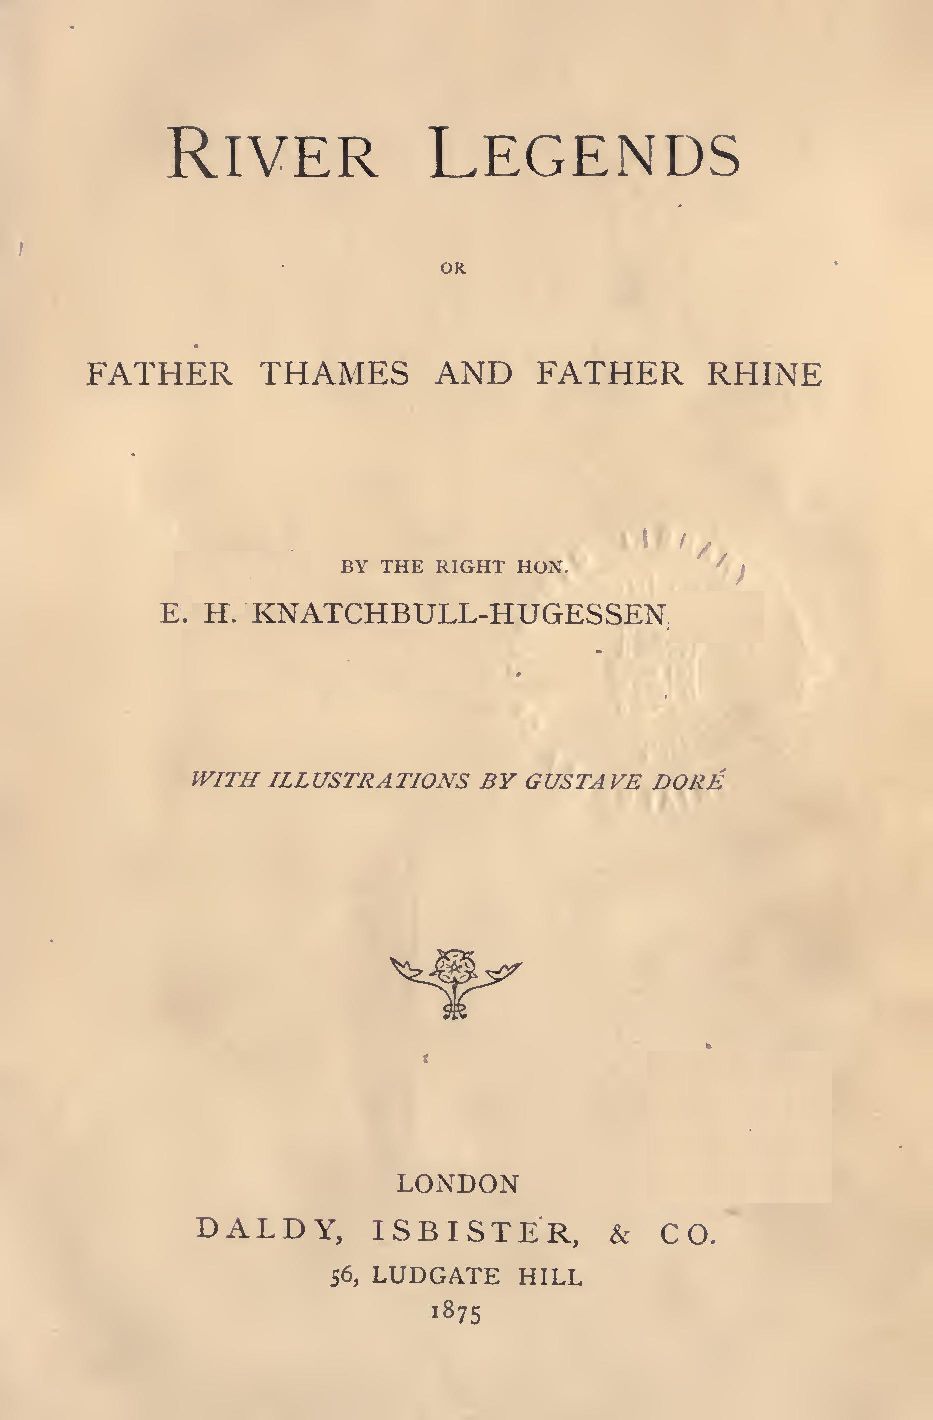 RIVER LEGENDS
OR
FATHER THAMES AND FATHER RHINE
BY THE RIGHT HON.
E. H. KNATCHBULL-HUGESSEN
WITH ILLUSTRATIONS BY GUSTAVE DORÉ
LONDON
DALDY, ISBISTER, & CO.
56, LUDGATE HILL
1875